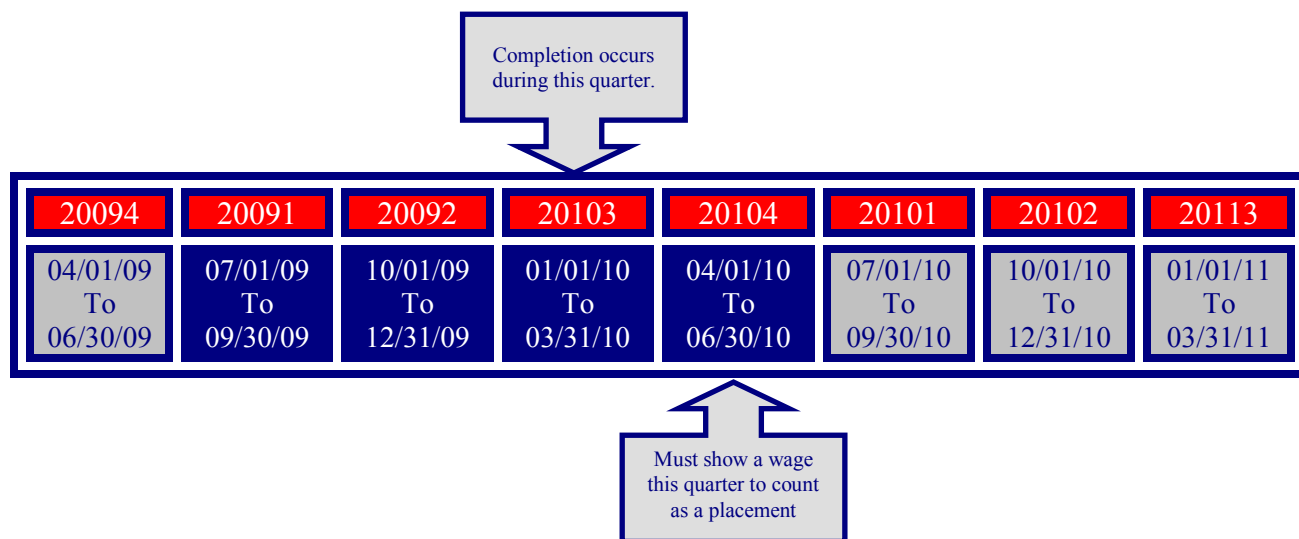 Completion occurs
during this quarter.
20094 20091 20092 20103 20104 20101 20102 20113
04/01/09 07/01/09 10/01/09 01/01/10 04/01/10 07/01/10 10/01/10 01/01/11
To To To To To To To To
06/30/09 09/30/09 12/31/09 03/31/10 06/30/10 09/30/10 12/31/10 03/31/11
Must show a wage
this quarter to count
as a placement